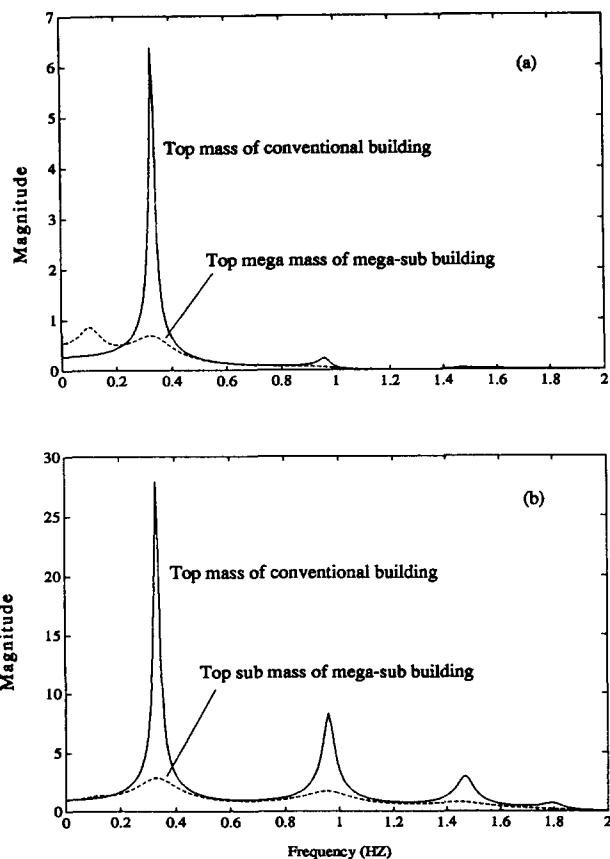 7
(a)
6
5
Top mass of conventional building
4
Magnitude
3
Top mega mass of mega-sub building
2
1
0
0 0.2 0.4 0.6 0.8 1 1.2 1.4 1.6 1.8 2
30
(b)
25
Top mass of conventional building
20
Magnitude
15
Top sub mass of mega-sub building
10
5
0
0 0.2 0.4 0.6 0.8 1 1.2 1.4 1.6 1.8 2
Frequency (HZ)